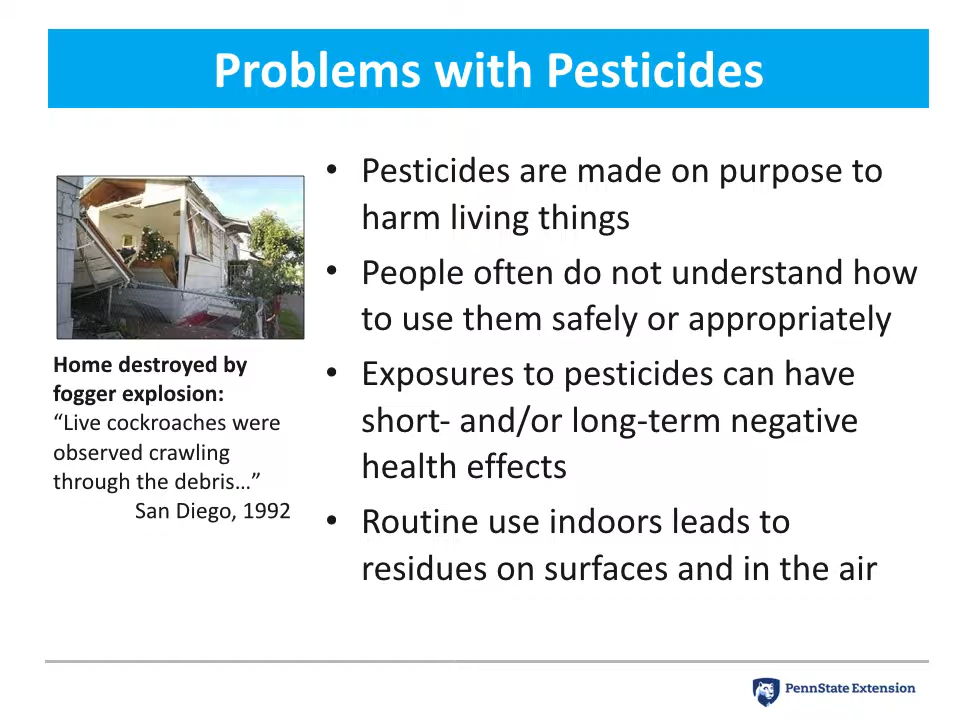 Problems with Pesticides
Home destroyed by
fogger explosion:
“Live cockroaches were
observed crawling
through the debris…”
San Diego, 1992
• Pesticides are made on purpose to
harm living things
• People often do not understand how
to use them safely or appropriately
• Exposures to pesticides can have
short- and/or long-term negative
health effects
• Routine use indoors leads to
residues on surfaces and in the air
PennState Extension